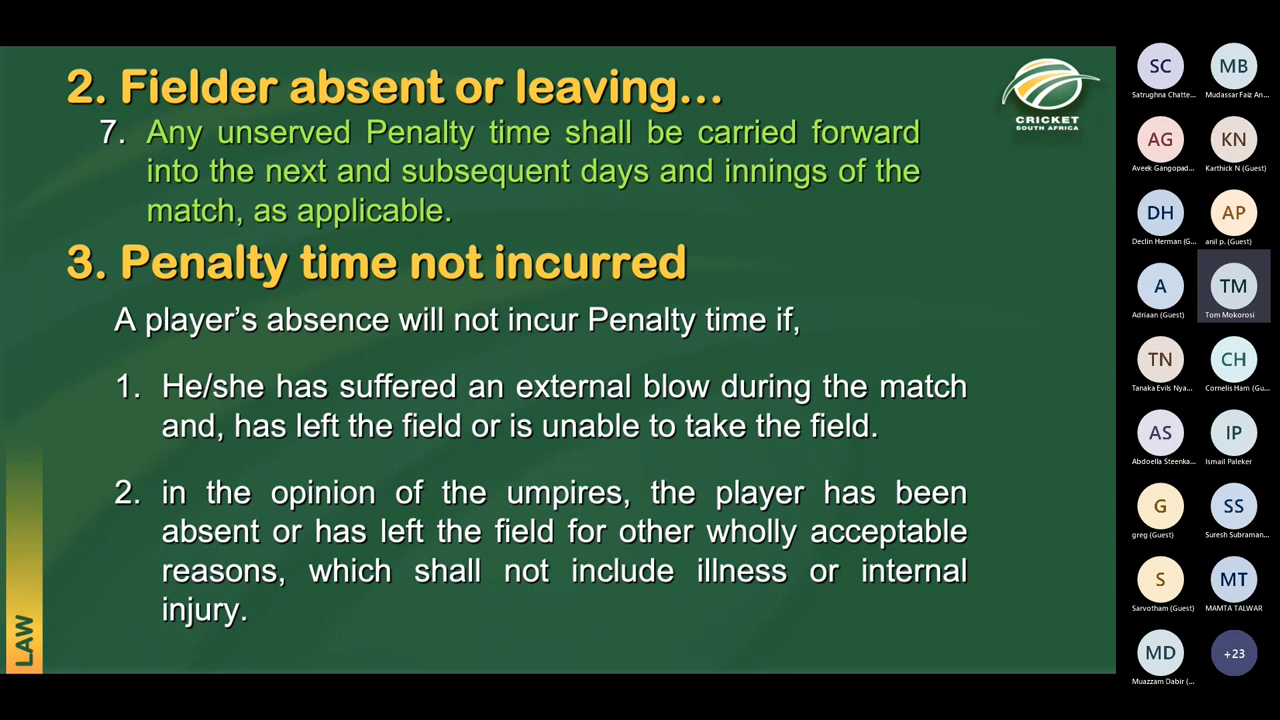 2. Fielder absent or leaving…
7. Any unserved Penalty time shall be carried forward
into the next and subsequent days and innings of the
match, as applicable.
3. Penalty time not incurred
A player’s absence will not incur Penalty time if,
1. He/she has suffered an external blow during the match
and, has left the field or is unable to take the field.
2. in the opinion of the umpires, the player has been
absent or has left the field for other wholly acceptable
reasons, which shall not include illness or internal
injury.
LAW
CRICKET
SOUTH AFRICA
SC MB
Satrughna Chatte... Mudassar Faiz An...
AG KN
Aveek Gangopad... Karthick N (Guest)
DH AP
Declin Herman (G... anil p. (Guest)
A TM
Adriaan (Guest) Tom Mokorosi
TN CH
Tanaka Evils Nya... Cornelis Ham (Gu...
AS IP
Abdoella Steenka... Ismail Paleker
G SS
greg (Guest) Suresh Subraman...
S MT
Sarvotham (Guest) MAMTA TALWAR
MD +23
Muazzam Dabir (...